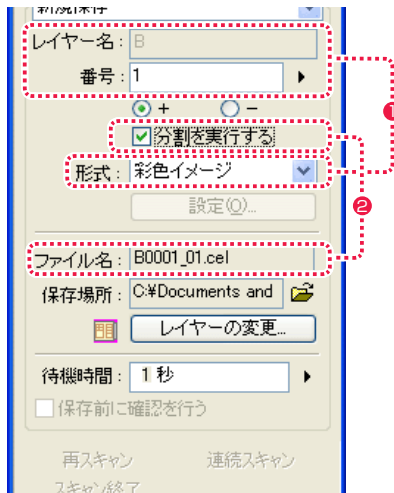 新規保存
レイヤー名： B
番号： 1
+ −
分割を実行する
❶
形式： 彩色イメージ
設定(O)...
❷
ファイル名： B0001_01.cel
保存場所： C:¥Documents and
レイヤーの変更...
待機時間： 1 秒
保存前に確認を行う
再スキャン 連続スキャン
スキャン終了